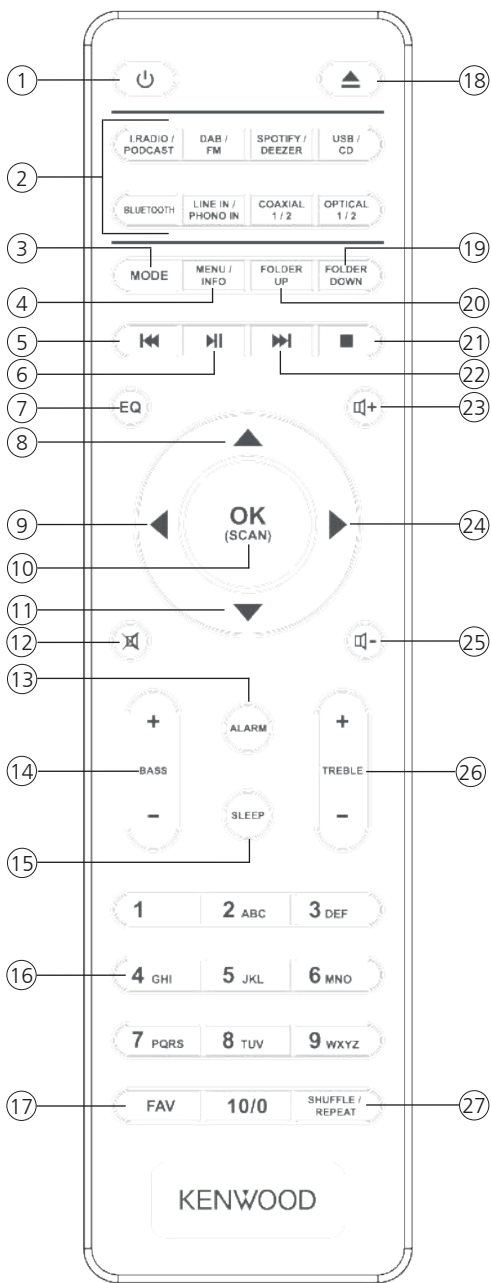 1
18
I.RADIO / PODCAST
DAB / FM
SPOTIFY / DEEZER
USB / CD
2
BLUETOOTH
LINE IN / PHONO IN
COAXIAL 1 / 2
OPTICAL 1 / 2
3
19
MODE
MENU / INFO
FOLDER UP
FOLDER DOWN
4
20
5
21
6
22
7
EQ
+
23
8
9
OK
(SCAN)
24
10
11
12
-
25
13
ALARM
+
+
14
BASS
TREBLE
26
-
-
SLEEP
15
1
2 ABC
3 DEF
16
4 GHI
5 JKL
6 MNO
7 PQRS
8 TUV
9 WXYZ
17
FAV
10/0
SHUFFLE / REPEAT
27
KENWOOD